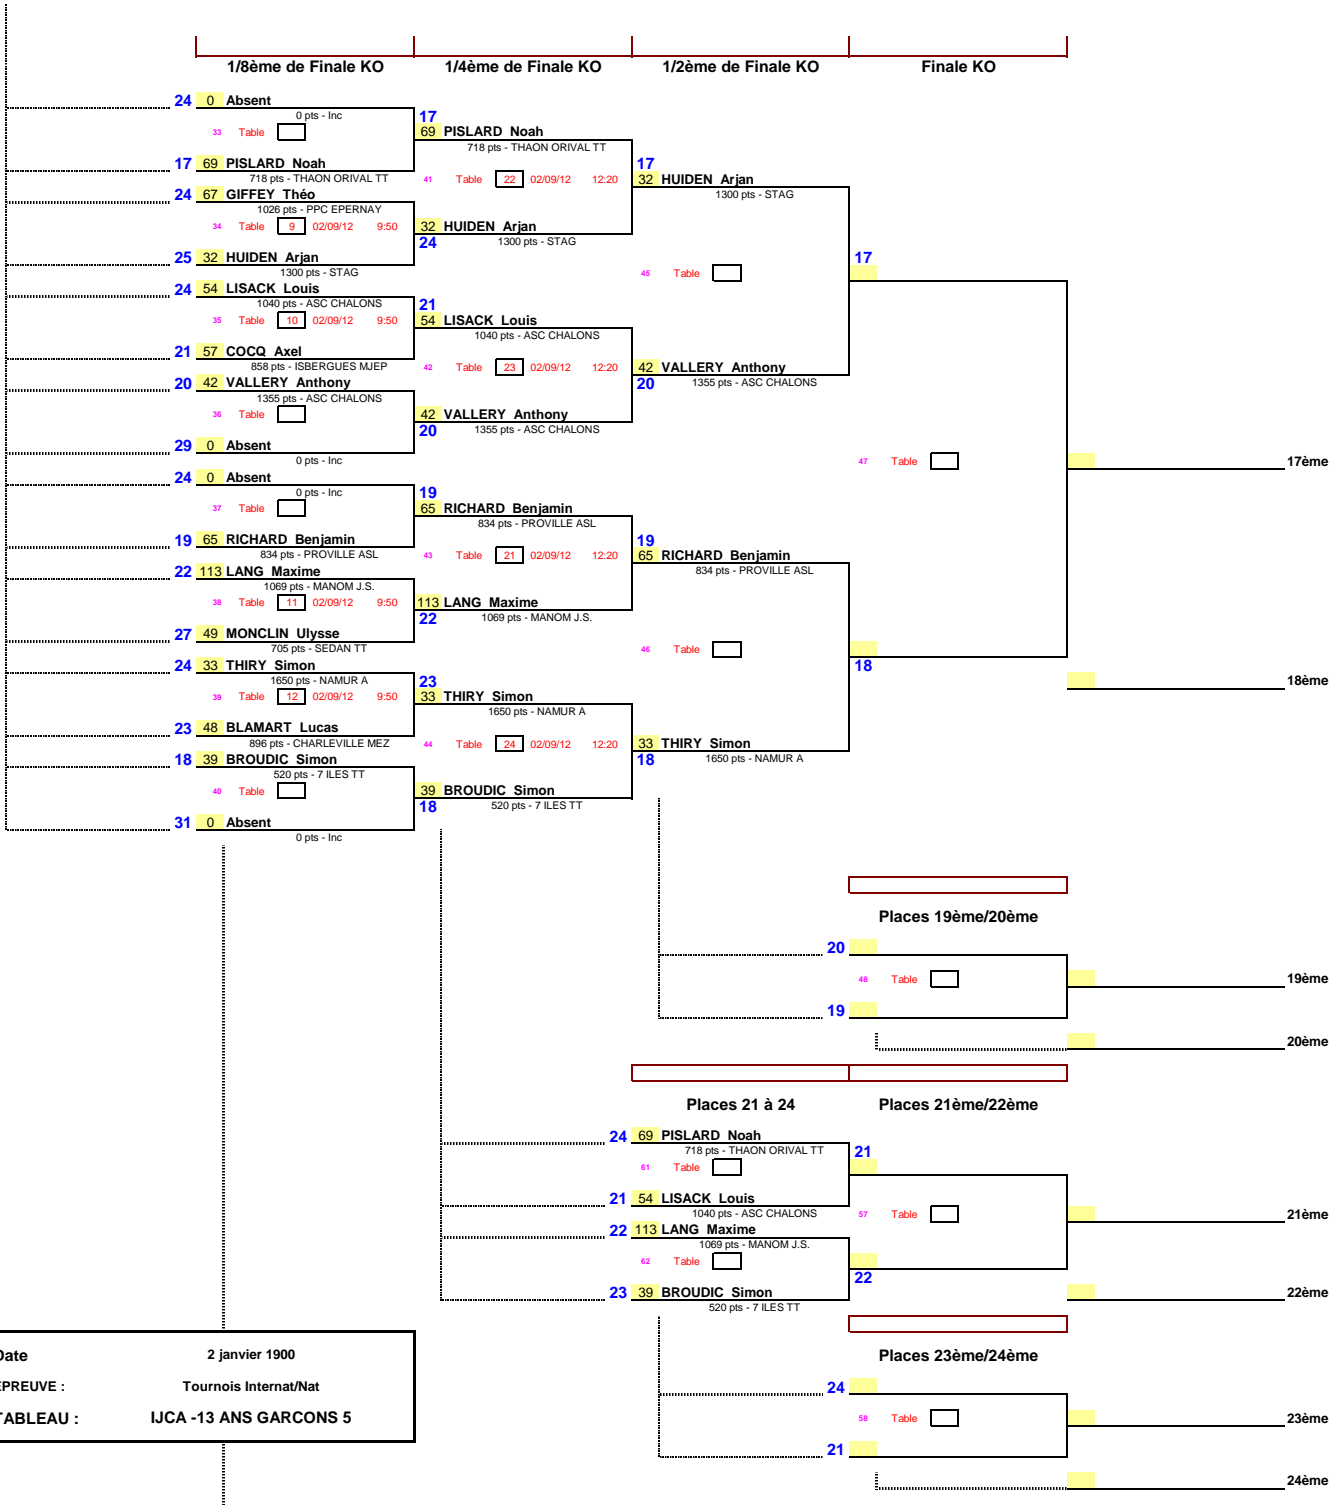 1/8ème de Finale KO 1/4ème de Finale KO 1/2ème de Finale KO Finale KO
24 0 Absent
0 pts - Inc
33 Table
17 69 PISLARD Noah
718 pts - THAON ORIVAL TT
24 67 GIFFEY Théo
1026 pts - PPC EPERNAY
34 Table 9 02/09/12 9:50
25 32 HUIDEN Arjan
1300 pts - STAG
24 54 LISACK Louis
1040 pts - ASC CHALONS
35 Table 10 02/09/12 9:50
21 57 COCQ Axel
858 pts - ISBERGUES MJEP
20 42 VALLERY Anthony
1355 pts - ASC CHALONS
36 Table
29 0 Absent
0 pts - Inc
24 0 Absent
0 pts - Inc
37 Table
19 65 RICHARD Benjamin
834 pts - PROVILLE ASL
22 113 LANG Maxime
1069 pts - MANOM J.S.
38 Table 11 02/09/12 9:50
27 49 MONCLIN Ulysse
705 pts - SEDAN TT
24 33 THIRY Simon
1650 pts - NAMUR A
39 Table 12 02/09/12 9:50
23 48 BLAMART Lucas
896 pts - CHARLEVILLE MEZ
18 39 BROUDIC Simon
520 pts - 7 ILES TT
40 Table
31 0 Absent
0 pts - Inc
17
69 PISLARD Noah
718 pts - THAON ORIVAL TT
41 Table 22 02/09/12 12:20
32 HUIDEN Arjan
24
1300 pts - STAG
21
54 LISACK Louis
1040 pts - ASC CHALONS
42 Table 23 02/09/12 12:20
42 VALLERY Anthony
20
1355 pts - ASC CHALONS
19
65 RICHARD Benjamin
834 pts - PROVILLE ASL
43 Table 21 02/09/12 12:20
113 LANG Maxime
22
1069 pts - MANOM J.S.
23
33 THIRY Simon
1650 pts - NAMUR A
44 Table 24 02/09/12 12:20
39 BROUDIC Simon
18
520 pts - 7 ILES TT
17
32 HUIDEN Arjan
1300 pts - STAG
45 Table
42 VALLERY Anthony
20
1355 pts - ASC CHALONS
19
65 RICHARD Benjamin
834 pts - PROVILLE ASL
46 Table
33 THIRY Simon
18
1650 pts - NAMUR A
17
47 Table
18
17ème
18ème
Places 19ème/20ème
20
48 Table
19
19ème
20ème
Places 21 à 24 Places 21ème/22ème
24 69 PISLARD Noah
718 pts - THAON ORIVAL TT
61 Table
21 54 LISACK Louis
1040 pts - ASC CHALONS
22 113 LANG Maxime
1069 pts - MANOM J.S.
62 Table
23 39 BROUDIC Simon
520 pts - 7 ILES TT
21
57 Table
22
21ème
22ème
Places 23ème/24ème
24
58 Table
21
23ème
24ème
Date 2 janvier 1900
EPREUVE : Tournois Internat/Nat
TABLEAU : IJCA -13 ANS GARCONS 5